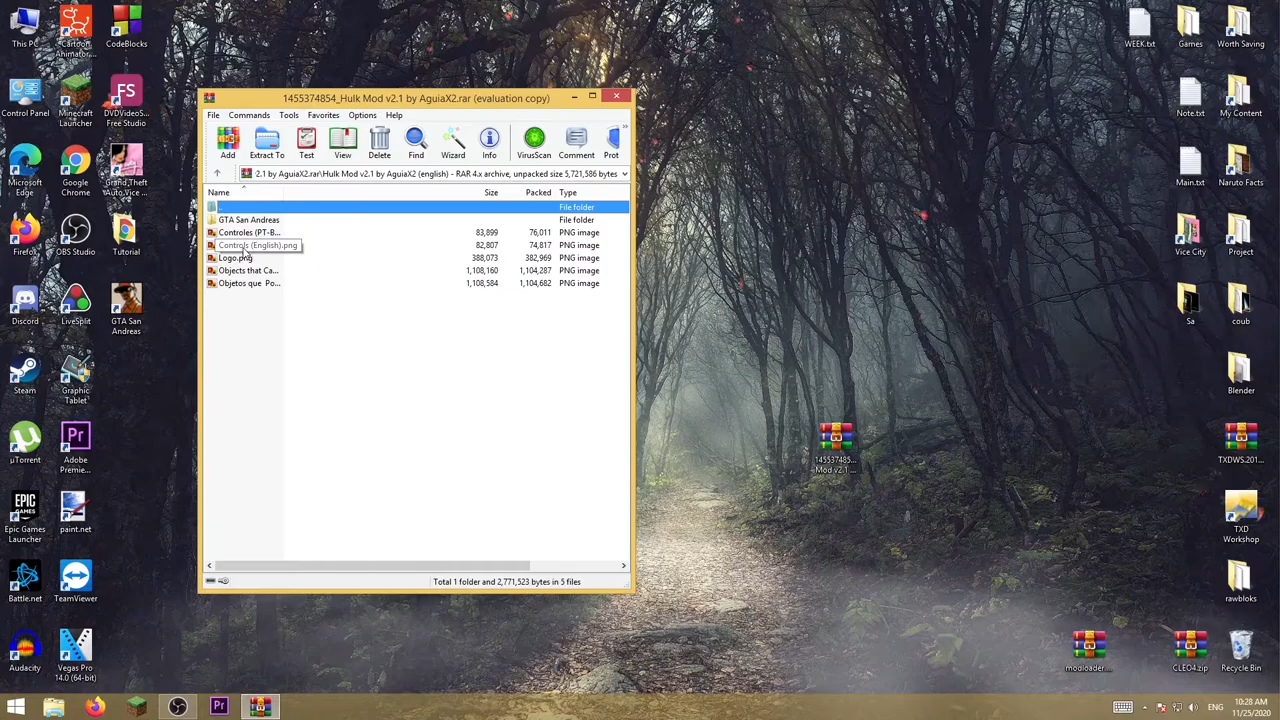 This PC
Cartoon
Animator...
CodeBlocks
WEEK.txt
Games
Worth Saving
Control Panel
Minecraft
Launcher
FS
DVDVideoS...
Free Studio
Note.txt
My Content
Microsoft
Edge
Google
Chrome
Grand Theft
Auto Vice ...
Main.txt
Naruto Facts
Firefox
OBS Studio
Tutorial
Vice City
Project
Discord
LiveSplit
GTA San
Andreas
Sa
coub
Steam
Graphic
Tablet
Blender
µTorrent
Pr
Adobe
Premie...
14553748...
Mod v2.1 ...
TXDWS.201...
EPIC
GAMES
Epic Games
Launcher
paint.net
TXD
Workshop
Battle.net
TeamViewer
rawbloks
Audacity
Vegas Pro
14.0 (64-bit)
modloader....
CLEO4.zip
Recycle Bin
1455374854_Hulk Mod v2.1 by AguiaX2.rar (evaluation copy)
File Commands Tools Favorites Options Help
Add Extract To Test View Delete Find Wizard Info VirusScan Comment Prot
2.1 by AguiaX2.rar\Hulk Mod v2.1 by AguiaX2 (english) - RAR 4.x archive, unpacked size 5,721,586 bytes
Name Size Packed Type
.. File folder
GTA San Andreas File folder
Controles (PT-B... 83,899 76,011 PNG image
Controls (English).png 82,807 74,817 PNG image
Logo.png 388,073 382,969 PNG image
Objects that Ca... 1,108,160 1,104,287 PNG image
Objetos que Po... 1,108,584 1,104,682 PNG image
Total 1 folder and 2,771,523 bytes in 5 files
Pr
ENG
10:28 AM
11/25/2020